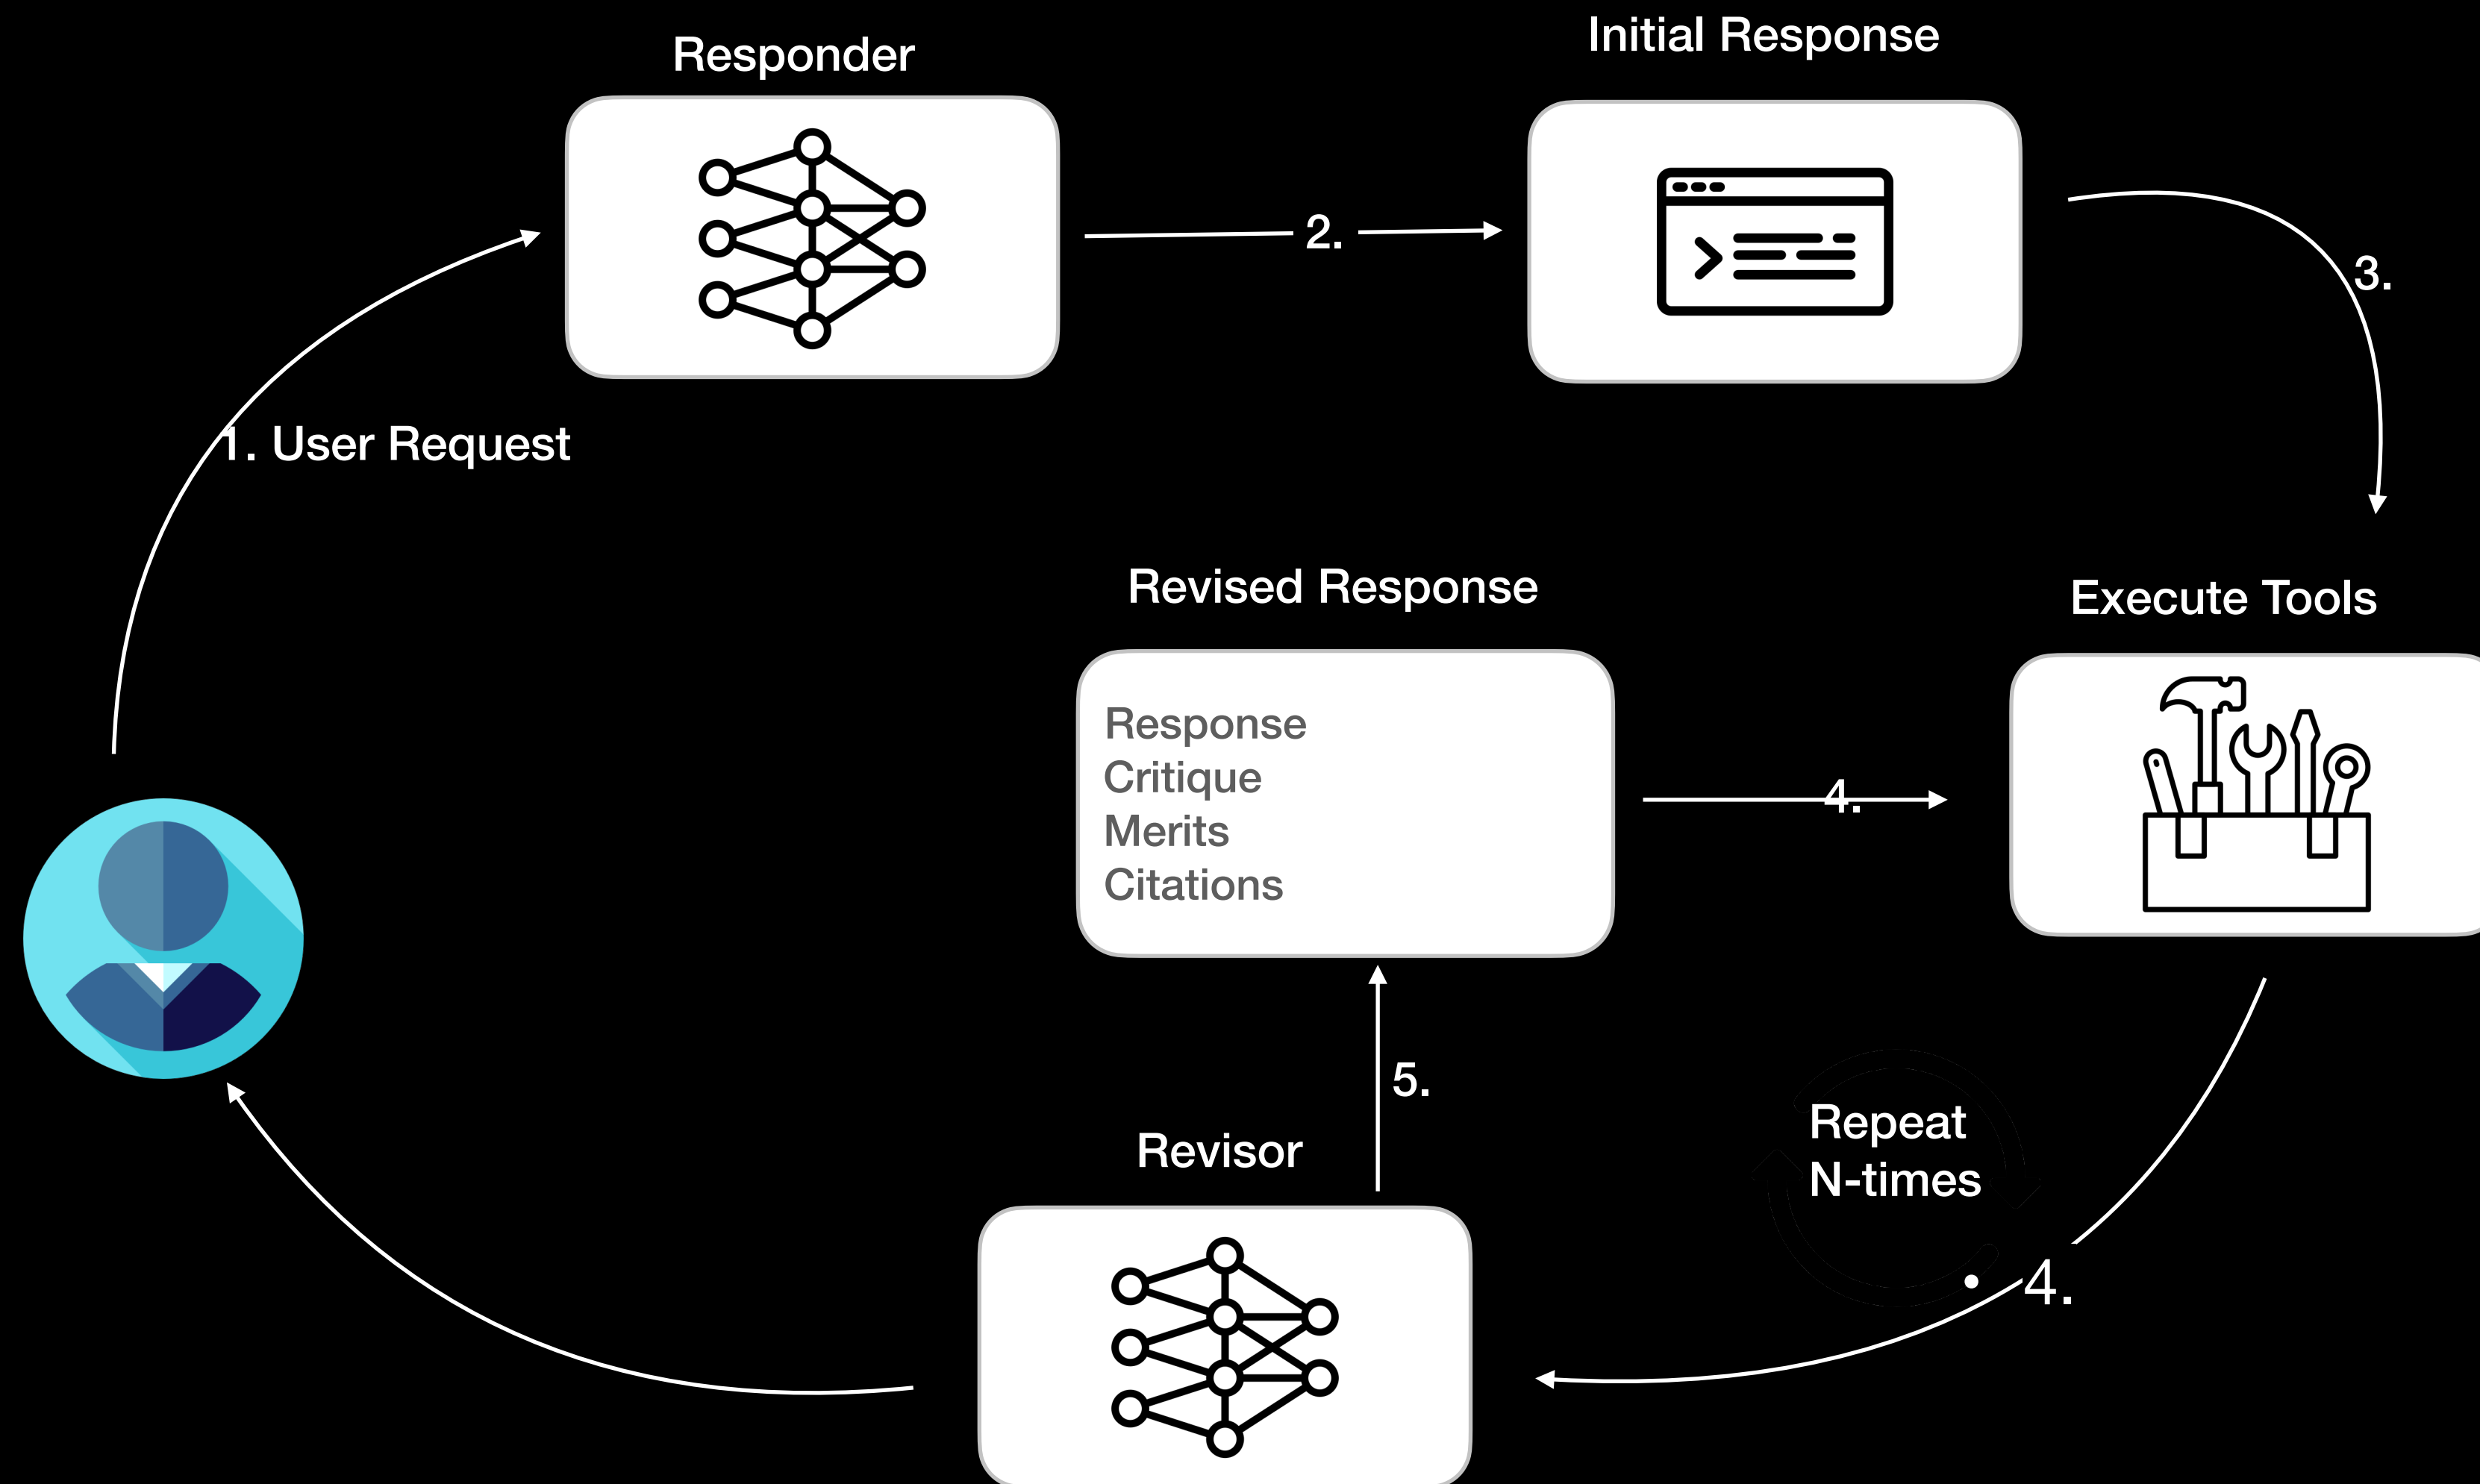 Responder
Initial Response
2.
3.
1. User Request
Revised Response
Execute Tools
Response
Critique
Merits
Citations
4.
5.
Repeat
N-times
Revisor
4.